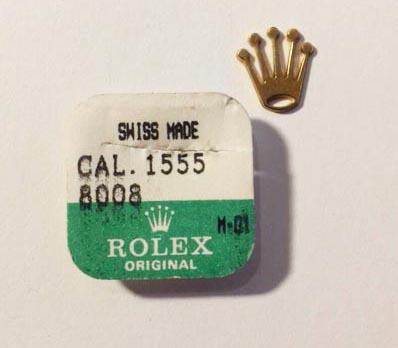 SWISS MADE
CAL. 1555
8008
M-01
ROLEX
ORIGINAL